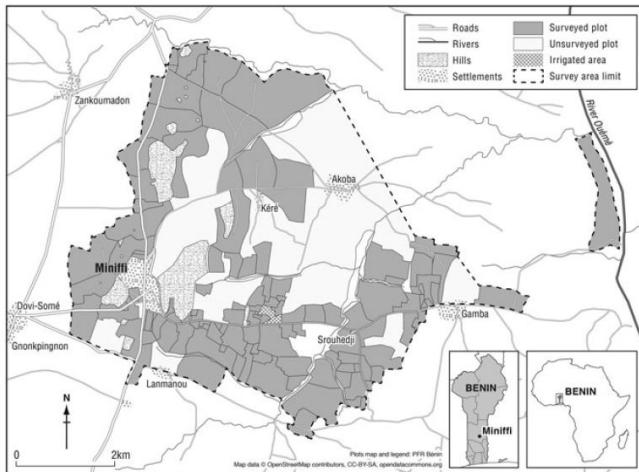 Roads
Rivers
Hills
Settlements
Surveyed plot
Unsurveyed plot
Irrigated area
Survey area limit
River Ouémé
Zankoumadon
Akoba
Kéré
Miniffi
Dovi-Somé
Gnonkpingnon
Srouhedji
Gamba
Lanmanou
N
0 2km
BENIN
Miniffi
BENIN
Plots map and legend: PFR Bénin
Map data © OpenStreetMap contributors, CC-BY-SA, opendatacommons.org